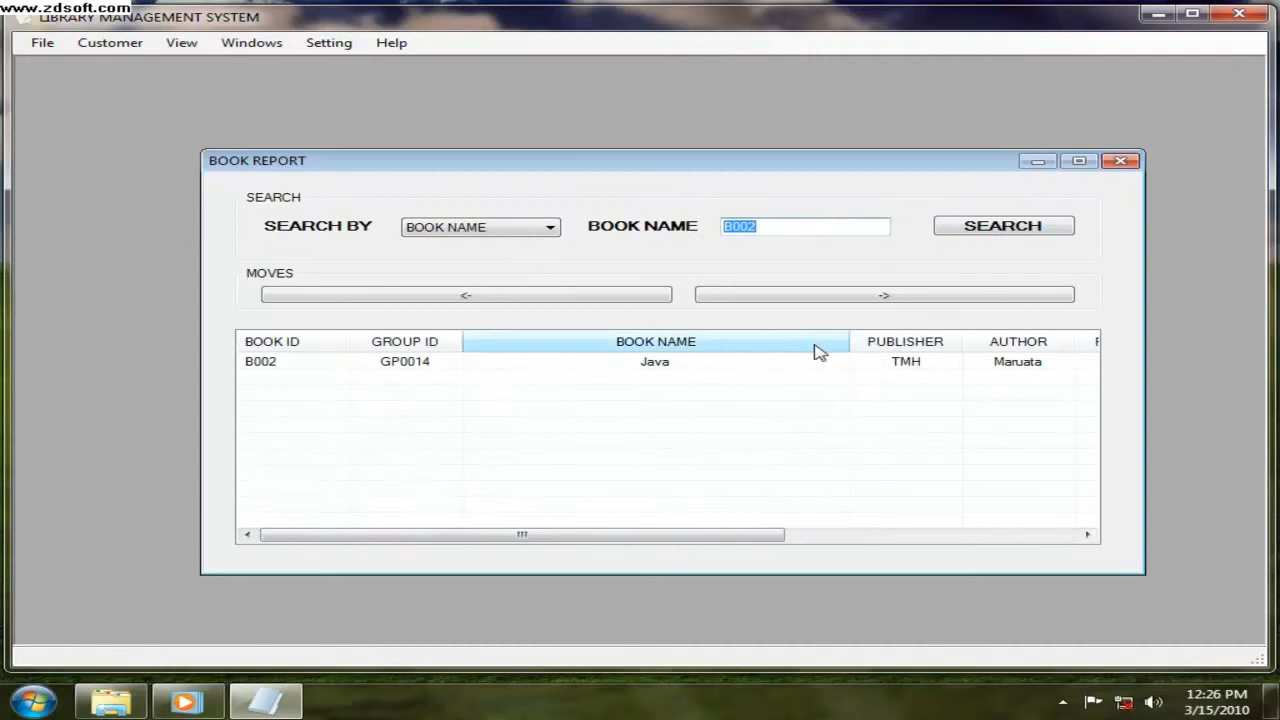 www.zdsoft.com
LIBRARY MANAGEMENT SYSTEM
File Customer View Windows Setting Help
BOOK REPORT
SEARCH
SEARCH BY BOOK NAME BOOK NAME B002 SEARCH
MOVES
<- ->
BOOK ID GROUP ID BOOK NAME PUBLISHER AUTHOR
B002 GP0014 Java TMH Maruata
12:26 PM
3/15/2010